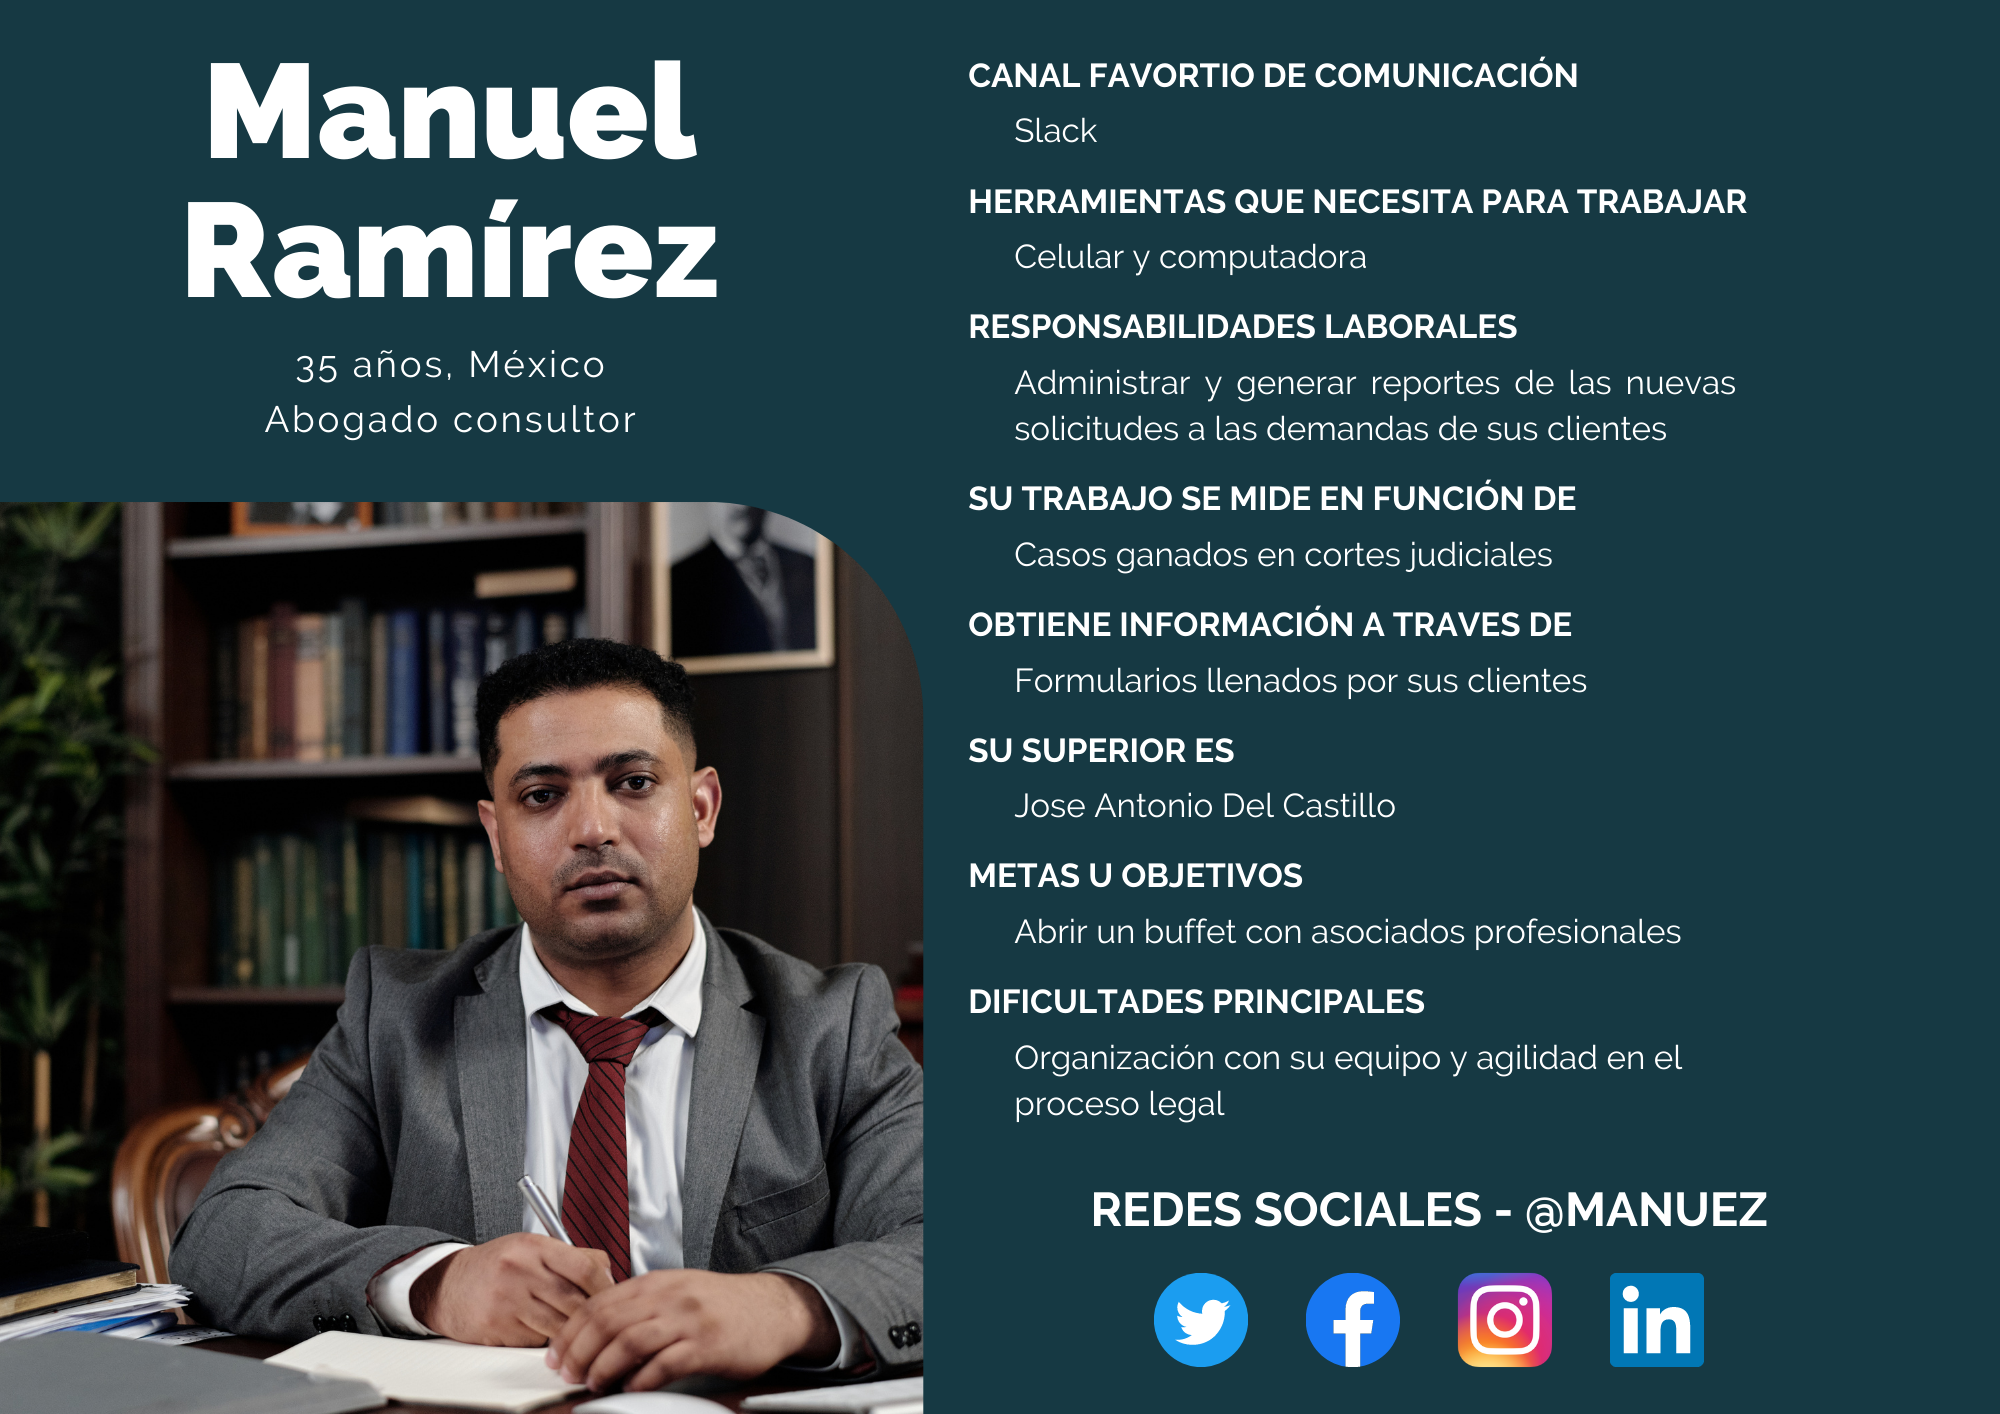 Manuel
Ramírez
35 años, México
Abogado consultor
CANAL FAVORTIO DE COMUNICACIÓN
Slack
HERRAMIENTAS QUE NECESITA PARA TRABAJAR
Celular y computadora
RESPONSABILIDADES LABORALES
Administrar y generar reportes de las nuevas
solicitudes a las demandas de sus clientes
SU TRABAJO SE MIDE EN FUNCIÓN DE
Casos ganados en cortes judiciales
OBTIENE INFORMACIÓN A TRAVES DE
Formularios llenados por sus clientes
SU SUPERIOR ES
Jose Antonio Del Castillo
METAS U OBJETIVOS
Abrir un buffet con asociados profesionales
DIFICULTADES PRINCIPALES
Organización con su equipo y agilidad en el
proceso legal
REDES SOCIALES - @MANUEZ
in